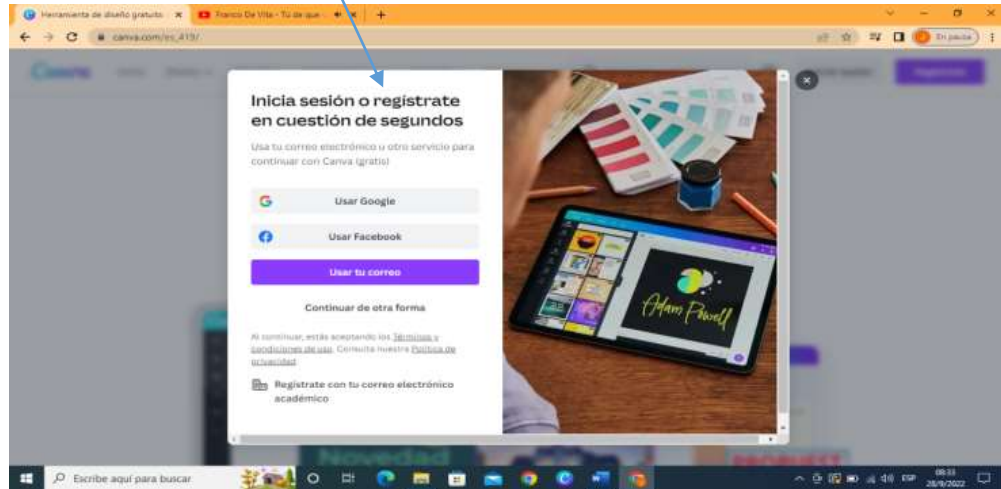 Herramienta de diseño gratuito
Franco De Vita - Tú de que
canva.com/es_419/
En pausa
Canva
Inicia sesión o regístrate
en cuestión de segundos
Usa tu correo electrónico u otro servicio para
continuar con Canva (gratis)
Usar Google
Usar Facebook
Usar tu correo
Continuar de otra forma
Al continuar, estás aceptando los Términos y
condiciones de uso. Consulta nuestra Política de
privacidad.
Regístrate con tu correo electrónico
académico
Adam Powell
Novedad
Escribe aquí para buscar
ESP
08:33
28/9/2022